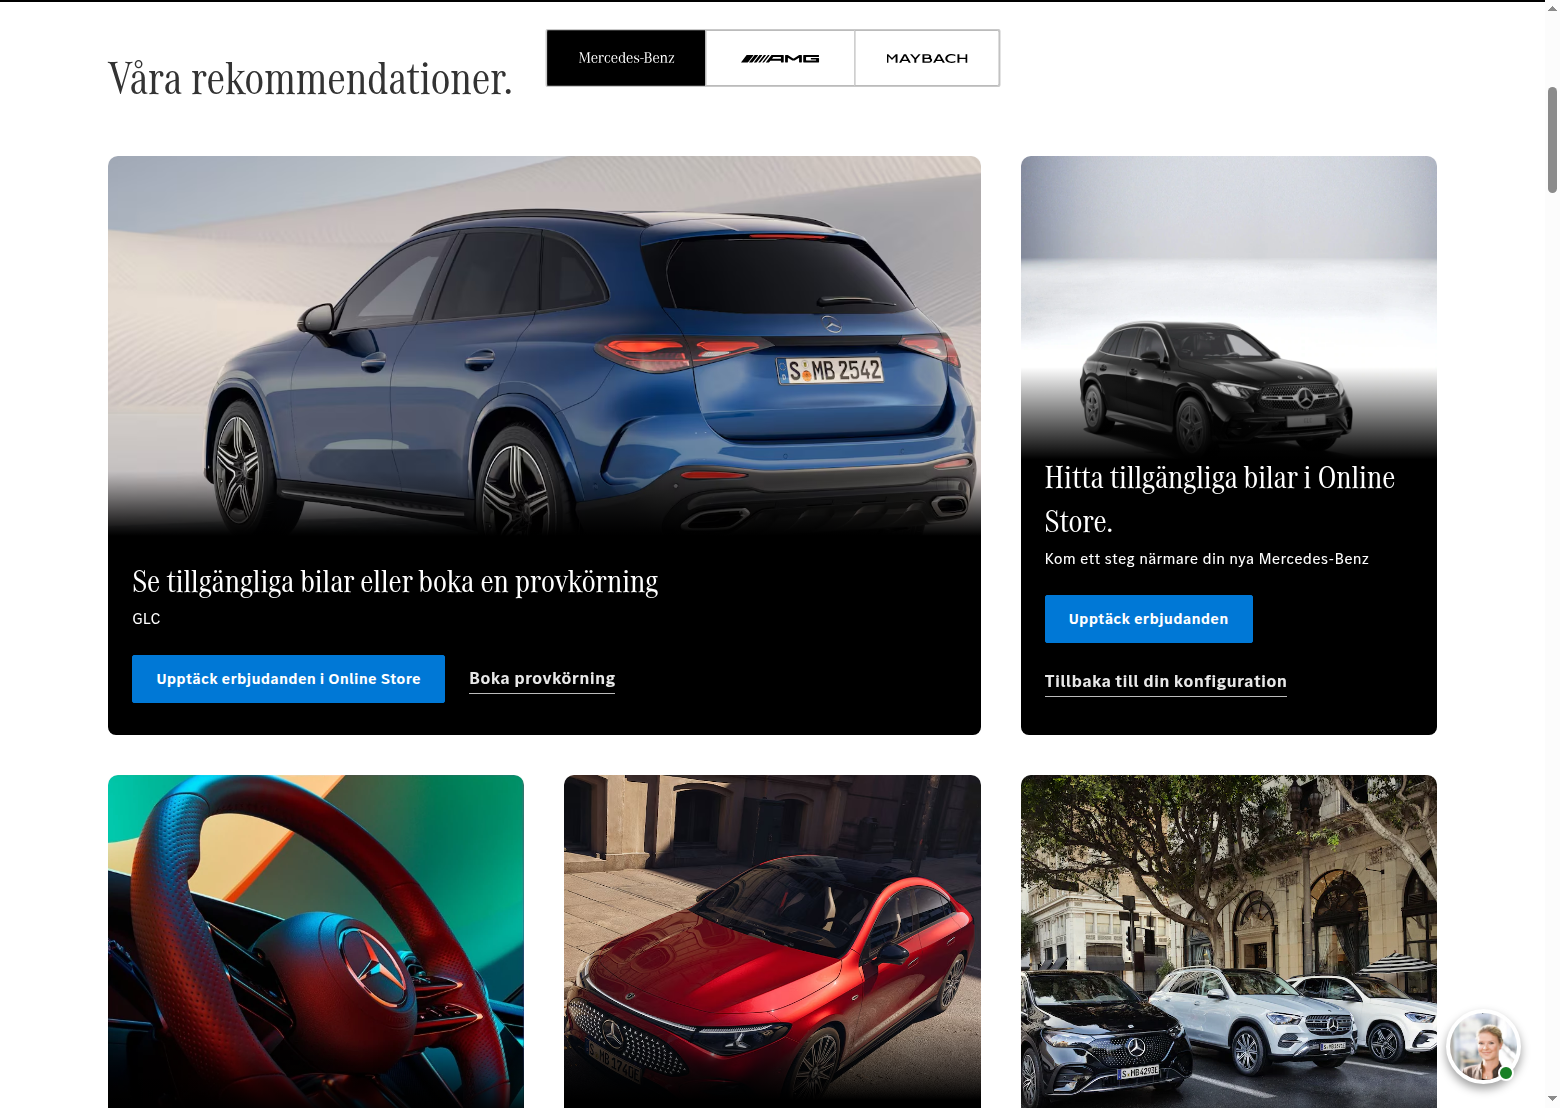 Våra rekommendationer.
Mercedes-Benz
AMG
MAYBACH
S MB 2542
Se tillgängliga bilar eller boka en provkörning
GLC
Upptäck erbjudanden i Online Store
Boka provkörning
Hitta tillgängliga bilar i Online
Store.
Kom ett steg närmare din nya Mercedes-Benz
Upptäck erbjudanden
Tillbaka till din konfiguration
S MB 4293E